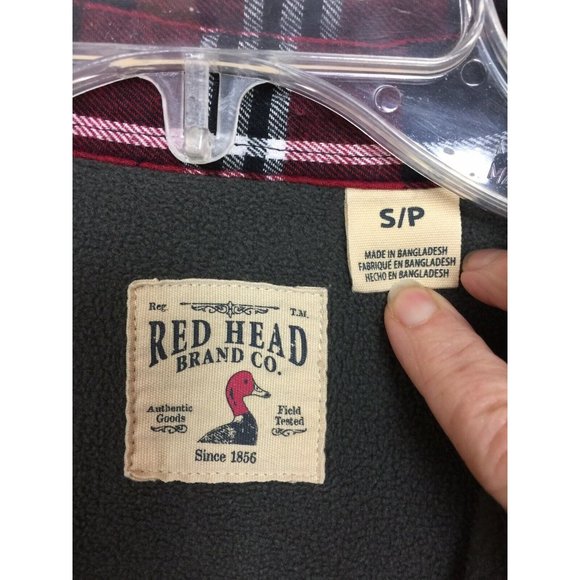 S/P
MADE IN BANGLADESH
FABRIQUÉ EN BANGLADESH
HECHO EN BANGLADESH
Reg. T.M.
RED HEAD
BRAND CO.
Authentic Field
Goods Tested
Since 1856